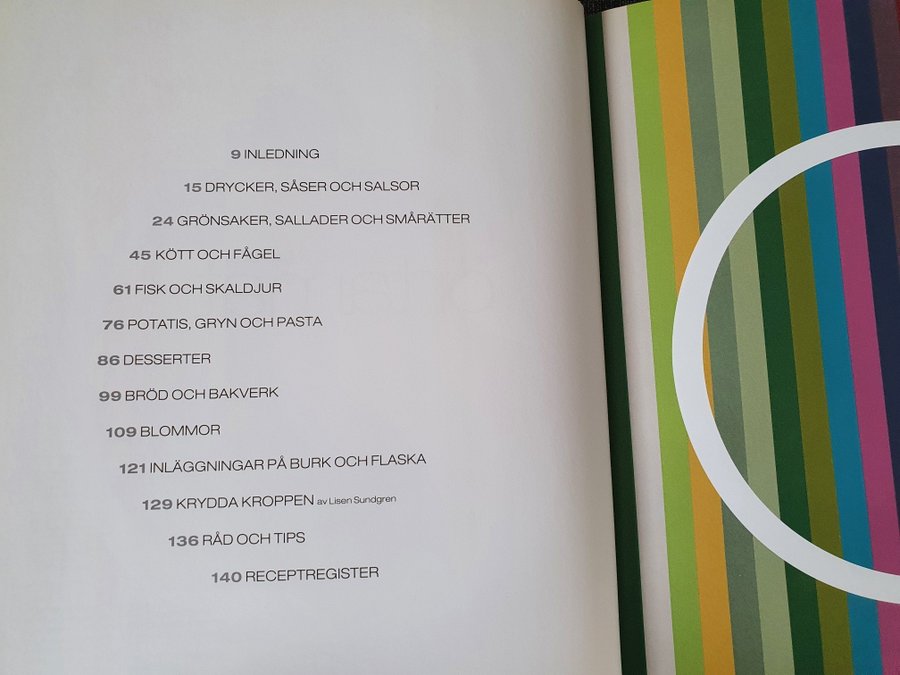 9 INLEDNING
15 DRYCKER, SÅSER OCH SALSOR
24 GRÖNSAKER, SALLADER OCH SMÅRÄTTER
45 KÖTT OCH FÅGEL
61 FISK OCH SKALDJUR
76 POTATIS, GRYN OCH PASTA
86 DESSERTER
99 BRÖD OCH BAKVERK
109 BLOMMOR
121 INLÄGGNINGAR PÅ BURK OCH FLASKA
129 KRYDDA KROPPEN av Lisen Sundgren
136 RÅD OCH TIPS
140 RECEPTREGISTER